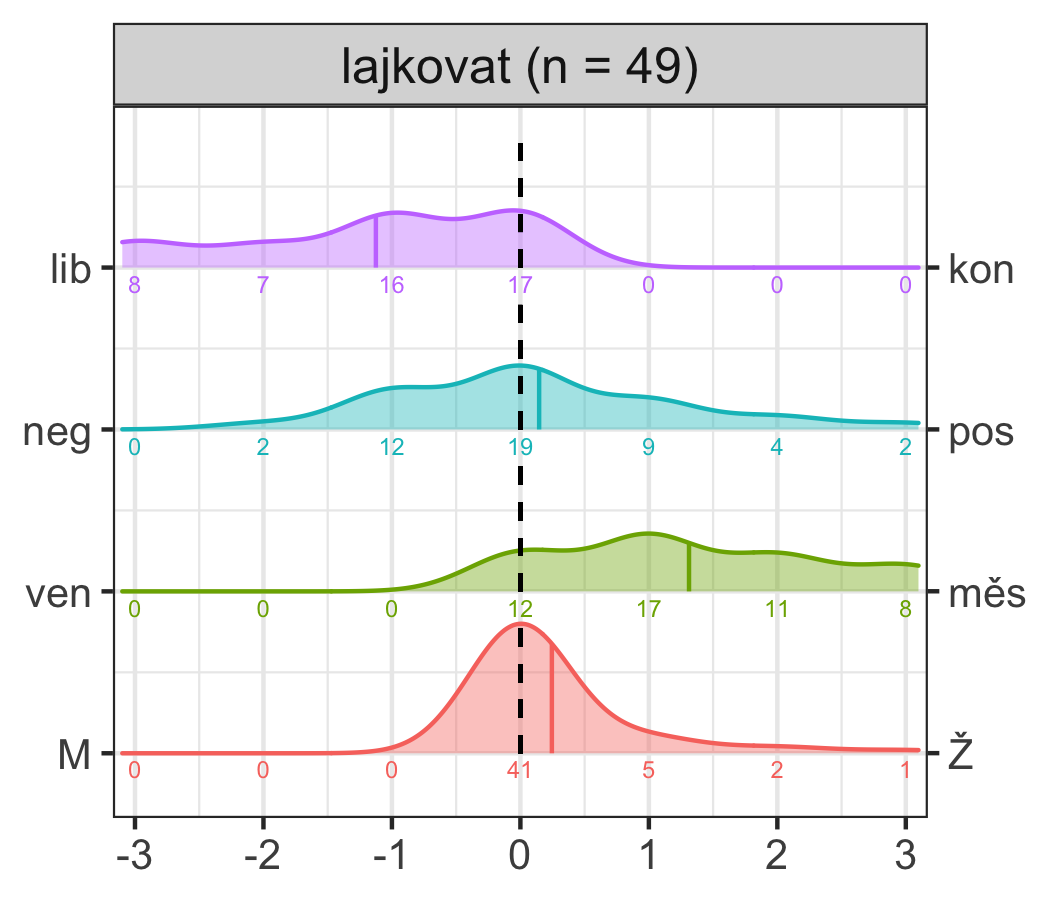 lajkovat (n = 49)
lib kon
8 7 16 17 0 0 0
neg pos
0 2 12 19 9 4 2
ven měs
0 0 0 12 17 11 8
M Ž
0 0 0 41 5 2 1
-3 -2 -1 0 1 2 3